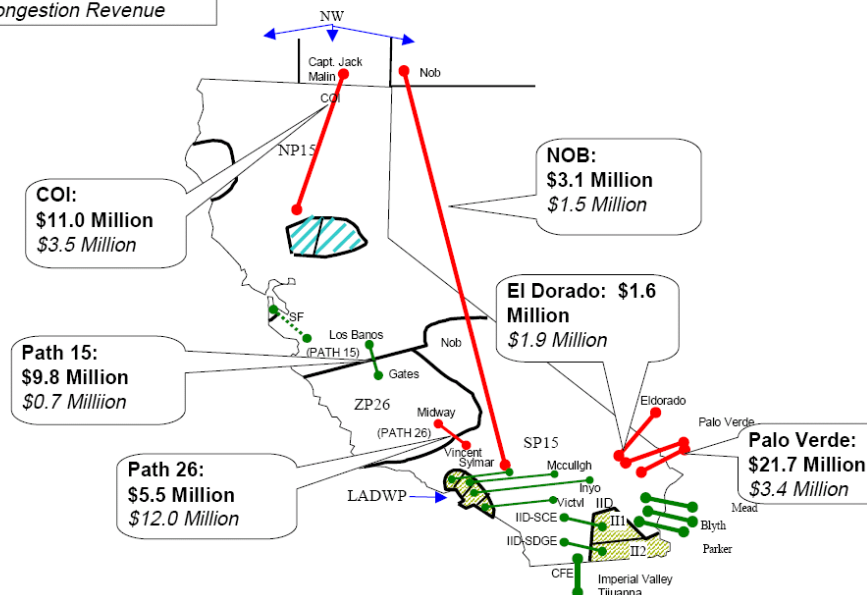 ongestion Revenue
NW
Capt. Jack
Malin
Nob
COI
NP15
COI:
$11.0 Million
$3.5 Million
NOB:
$3.1 Million
$1.5 Million
El Dorado: $1.6
Million
$1.9 Million
SF
Los Banos
(PATH 15)
Nob
Gates
Path 15:
$9.8 Million
$0.7 Milliion
ZP26
Midway
(PATH 26)
Vincent
Sylmar
SP15
Eldorado
Palo Verde
Palo Verde:
$21.7 Million
$3.4 Million
Path 26:
$5.5 Million
$12.0 Million
LADWP
Mccullgh
Inyo
Victvl
IID
IID-SCE
II1
IID-SDGE
II2
Mead
Blyth
Parker
CFE
Imperial Valley
Tijuanna